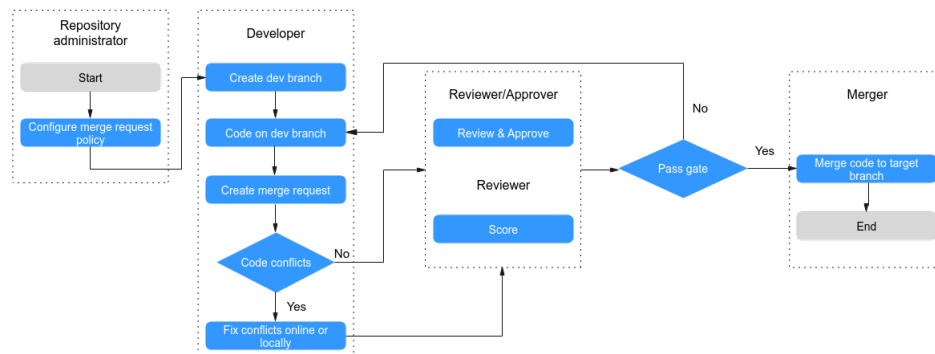 Repository
administrator
Start
Configure merge request
policy
Developer
Create dev branch
Code on dev branch
Create merge request
Code conflicts
No
Yes
Fix conflicts online or
locally
Reviewer/Approver
Review & Approve
Reviewer
Score
Pass gate
No
Yes
Merger
Merge code to target
branch
End